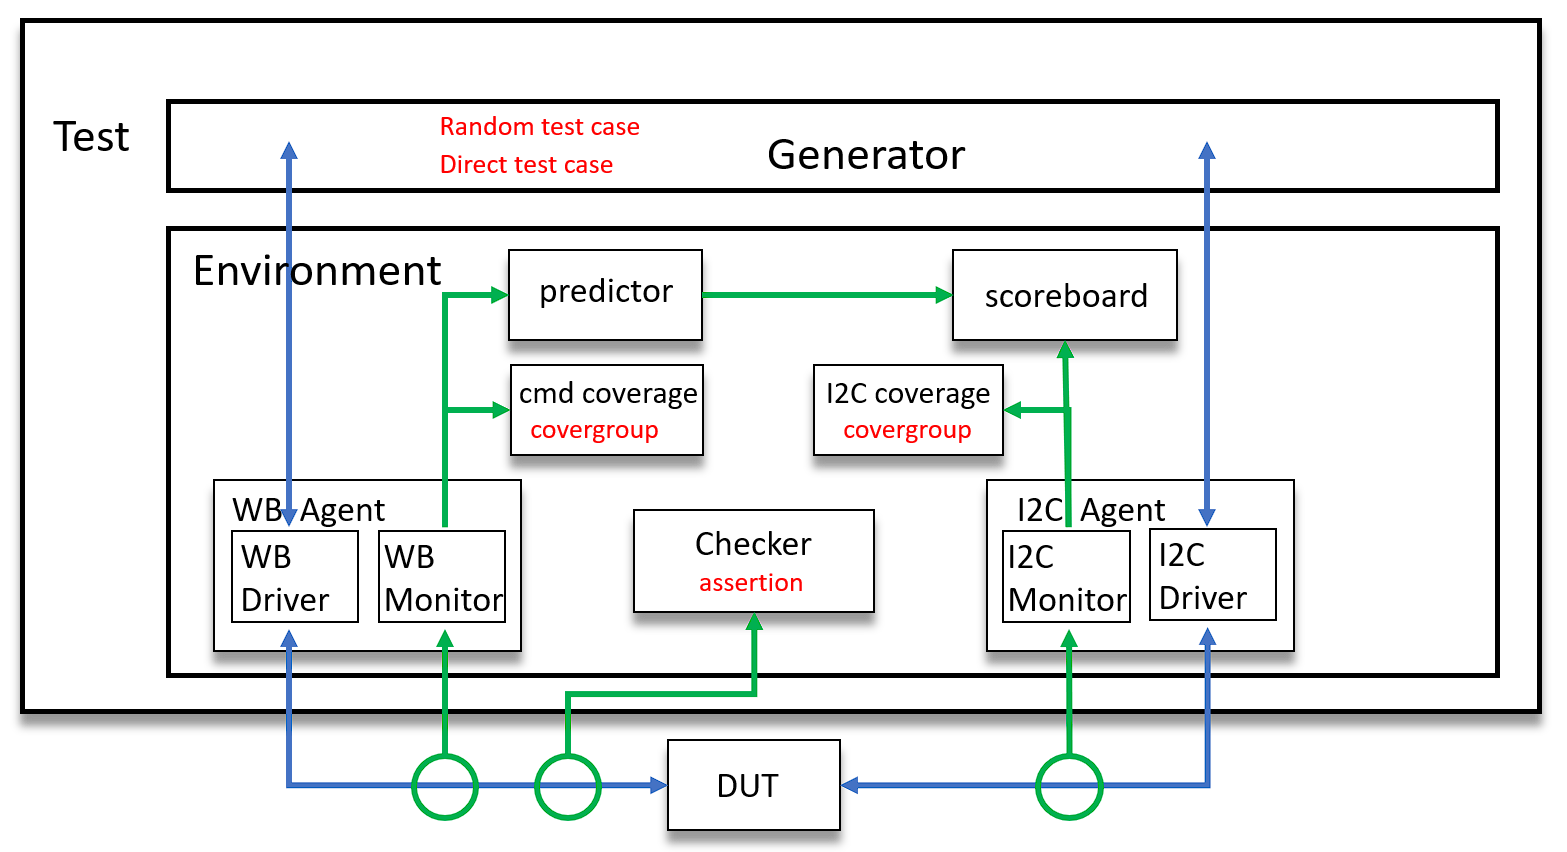 Test
Random test case
Direct test case
Generator
Environment
predictor
scoreboard
cmd coverage
covergroup
I2C coverage
covergroup
WB Agent
WB
Driver
WB
Monitor
Checker
assertion
I2C Agent
I2C
Monitor
I2C
Driver
DUT